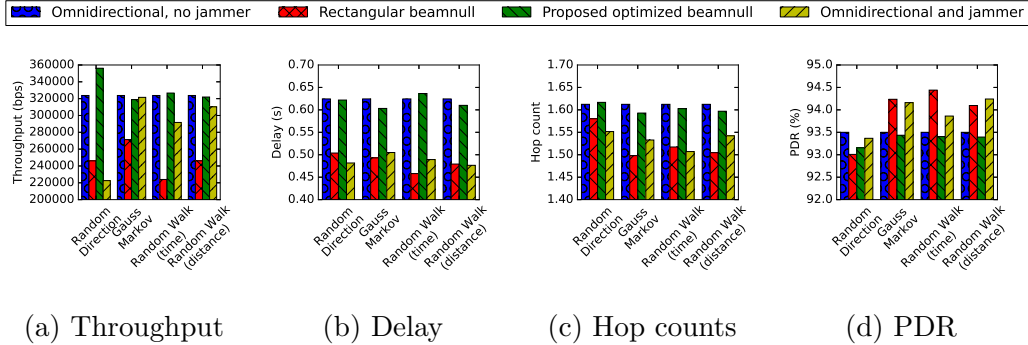 Omnidirectional, no jammer Rectangular beamnull Proposed optimized beamnull Omnidirectional and jammer
Throughput (bps)
360000
340000
320000
300000
280000
260000
240000
220000
200000
Random
Direction
Gauss
Markov
Random Walk
(time)
Random Walk
(distance)
(a) Throughput
Delay (s)
0.70
0.65
0.60
0.55
0.50
0.45
0.40
Random
Direction
Gauss
Markov
Random Walk
(time)
Random Walk
(distance)
(b) Delay
Hop count
1.70
1.65
1.60
1.55
1.50
1.45
1.40
Random
Direction
Gauss
Markov
Random Walk
(time)
Random Walk
(distance)
(c) Hop counts
PDR (%)
95.0
94.5
94.0
93.5
93.0
92.5
92.0
Random
Direction
Gauss
Markov
Random Walk
(time)
Random Walk
(distance)
(d) PDR